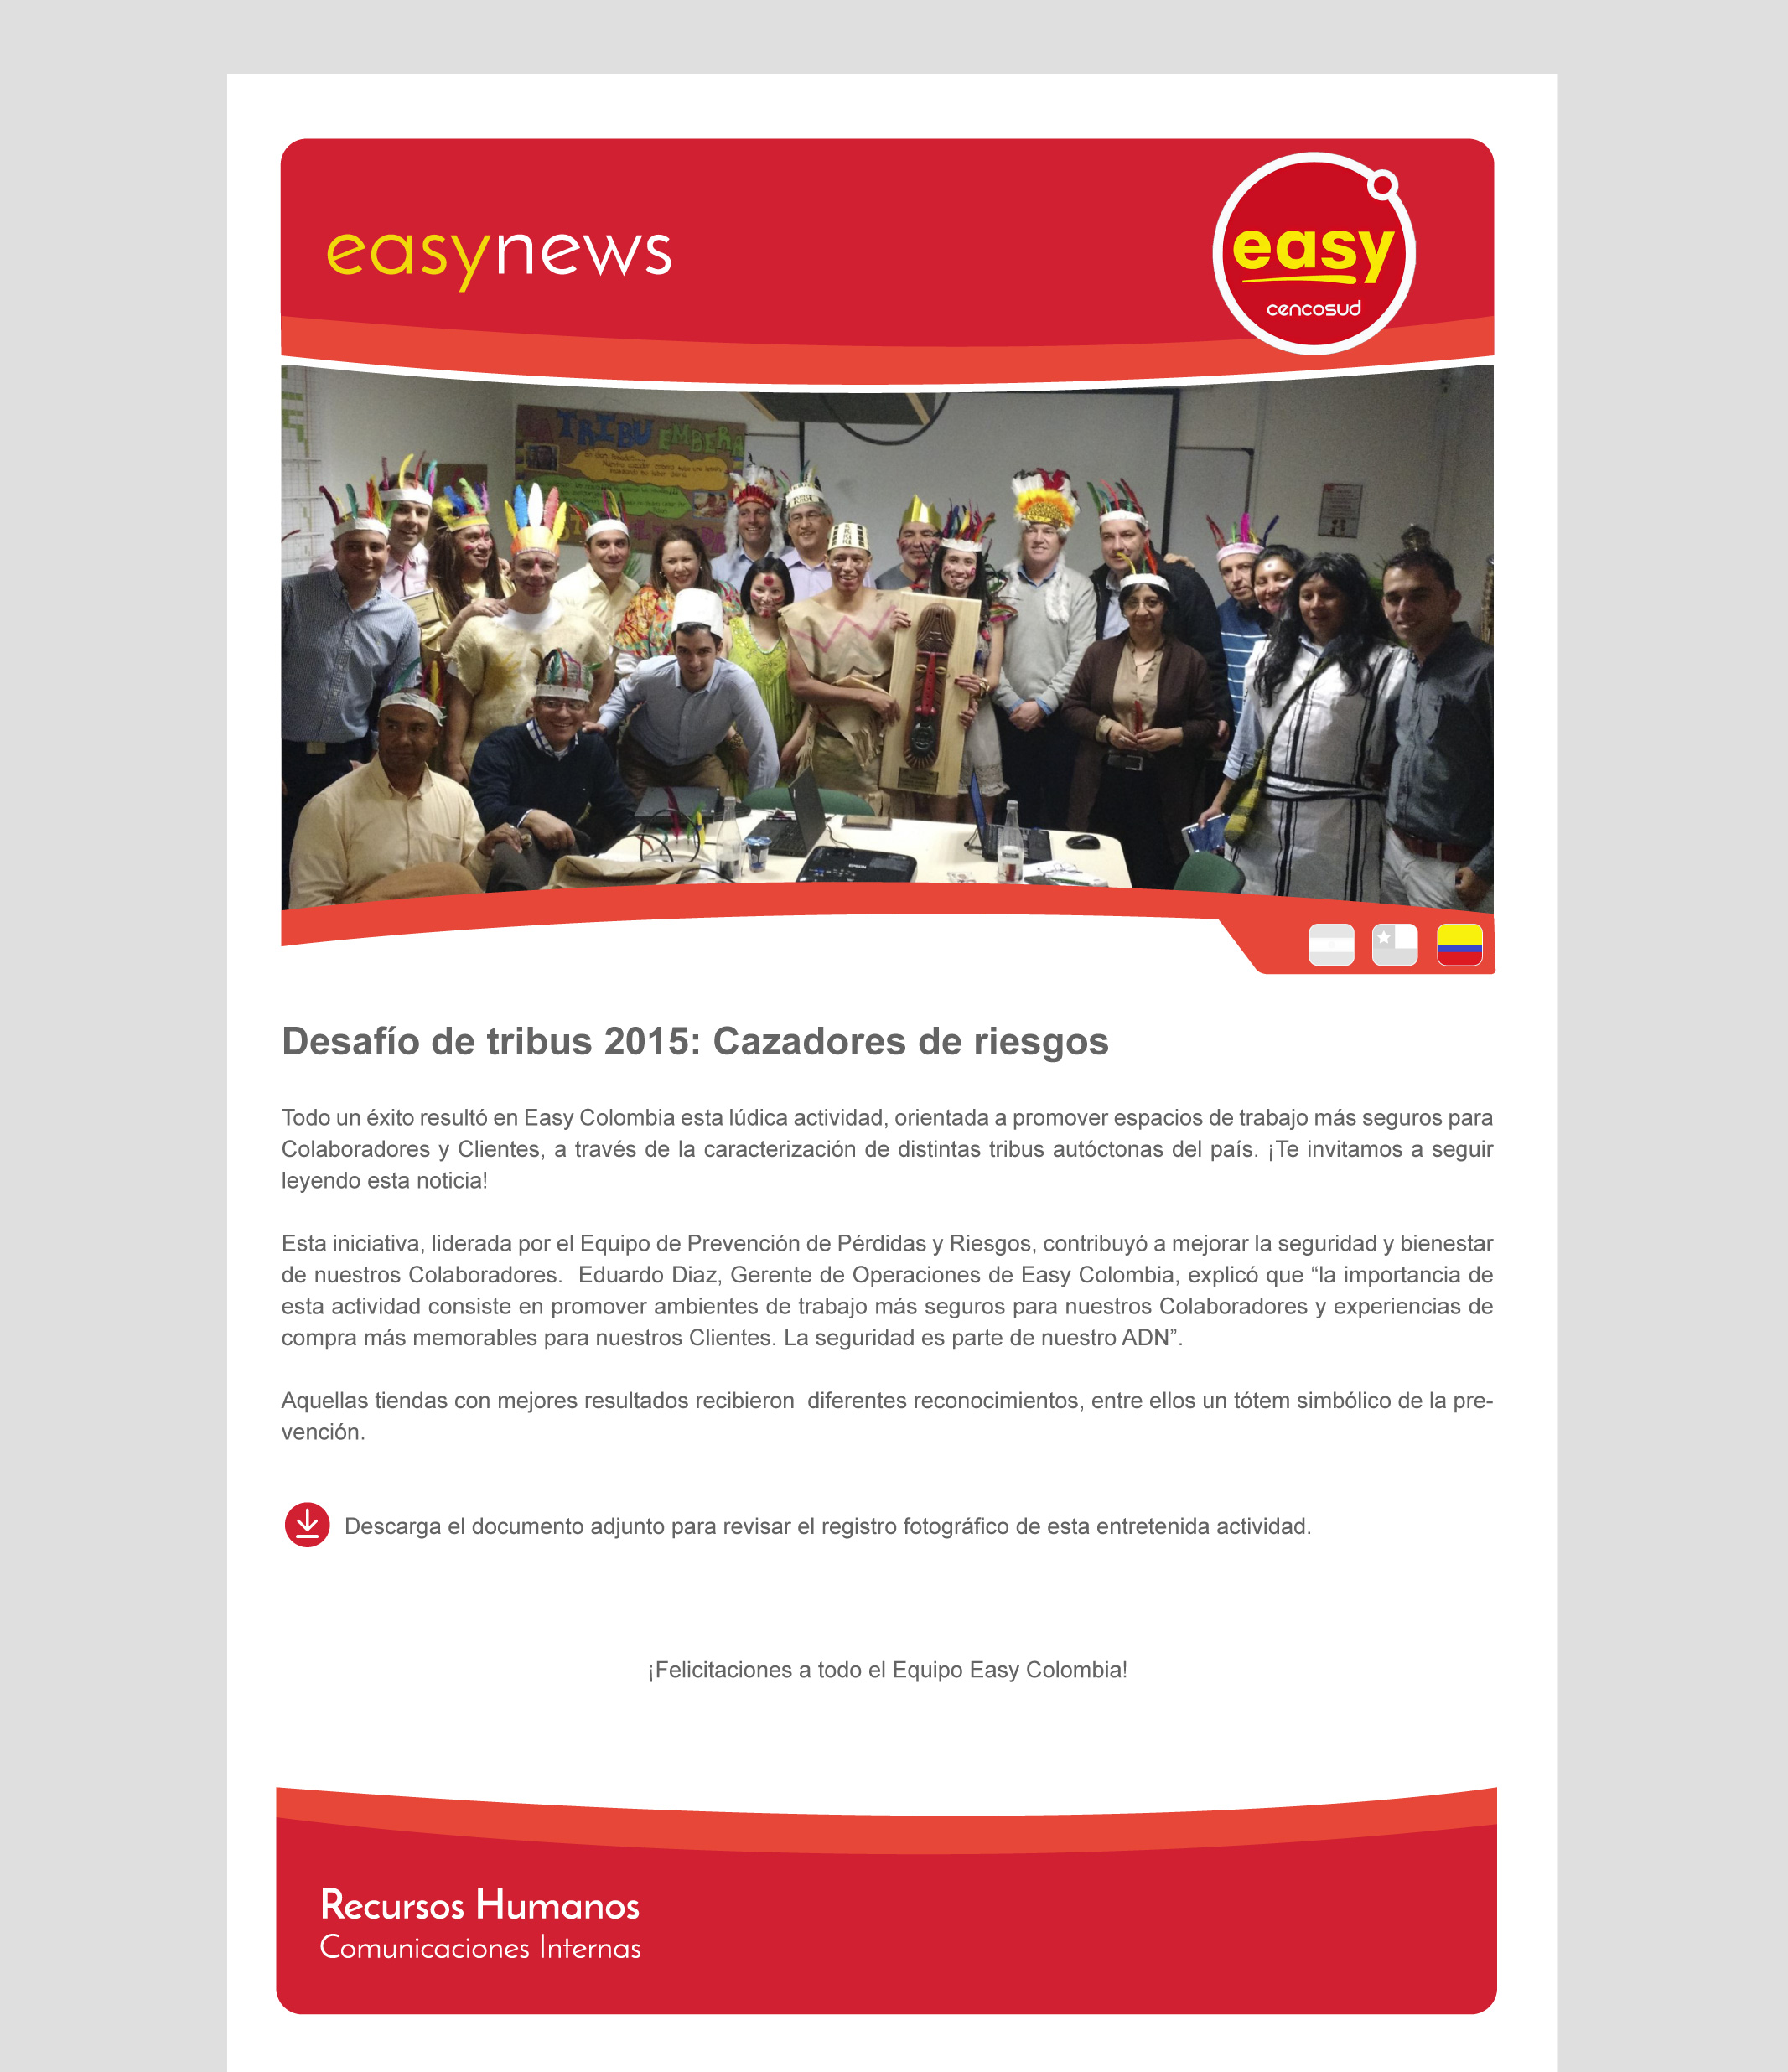 easynews
easy
cencosud
TRIBU EMBERA
EPSON
Desafío de tribus 2015: Cazadores de riesgos
Todo un éxito resultó en Easy Colombia esta lúdica actividad, orientada a promover espacios de trabajo más seguros para
Colaboradores y Clientes, a través de la caracterización de distintas tribus autóctonas del país. ¡Te invitamos a seguir
leyendo esta noticia!
Esta iniciativa, liderada por el Equipo de Prevención de Pérdidas y Riesgos, contribuyó a mejorar la seguridad y bienestar
de nuestros Colaboradores.  Eduardo Diaz, Gerente de Operaciones de Easy Colombia, explicó que “la importancia de
esta actividad consiste en promover ambientes de trabajo más seguros para nuestros Colaboradores y experiencias de
compra más memorables para nuestros Clientes. La seguridad es parte de nuestro ADN”.
Aquellas tiendas con mejores resultados recibieron  diferentes reconocimientos, entre ellos un tótem simbólico de la pre-
vención.
Descarga el documento adjunto para revisar el registro fotográfico de esta entretenida actividad.
¡Felicitaciones a todo el Equipo Easy Colombia!
Recursos Humanos
Comunicaciones Internas